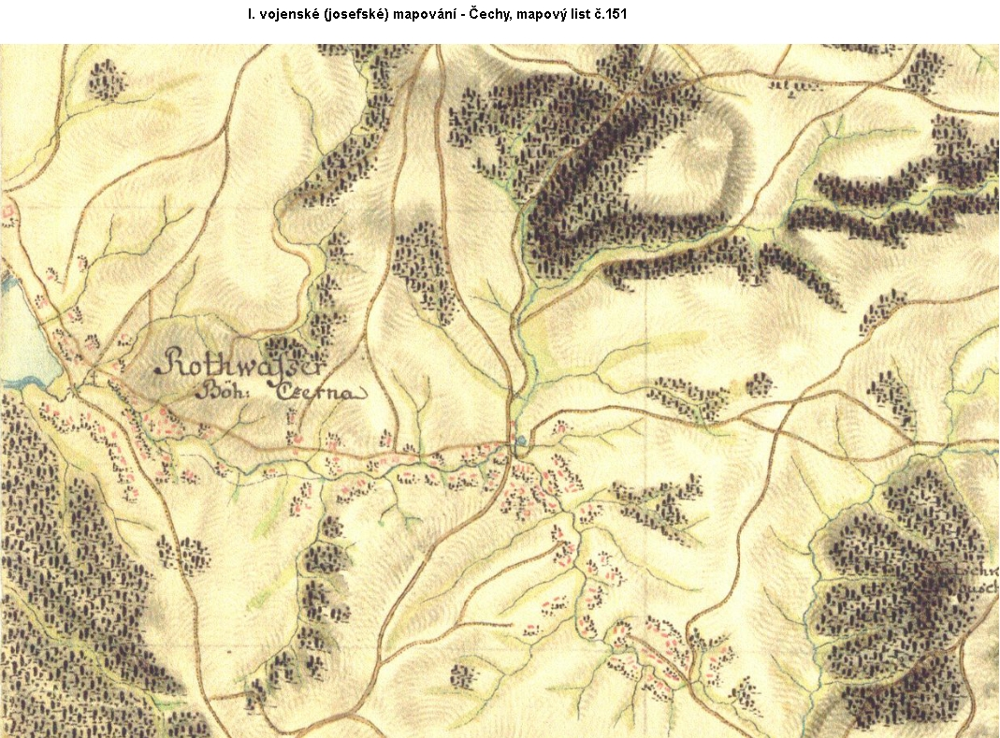 I. vojenské (josefské) mapování - Čechy, mapový list č.151
Rothwaſser
Böh: Czerna